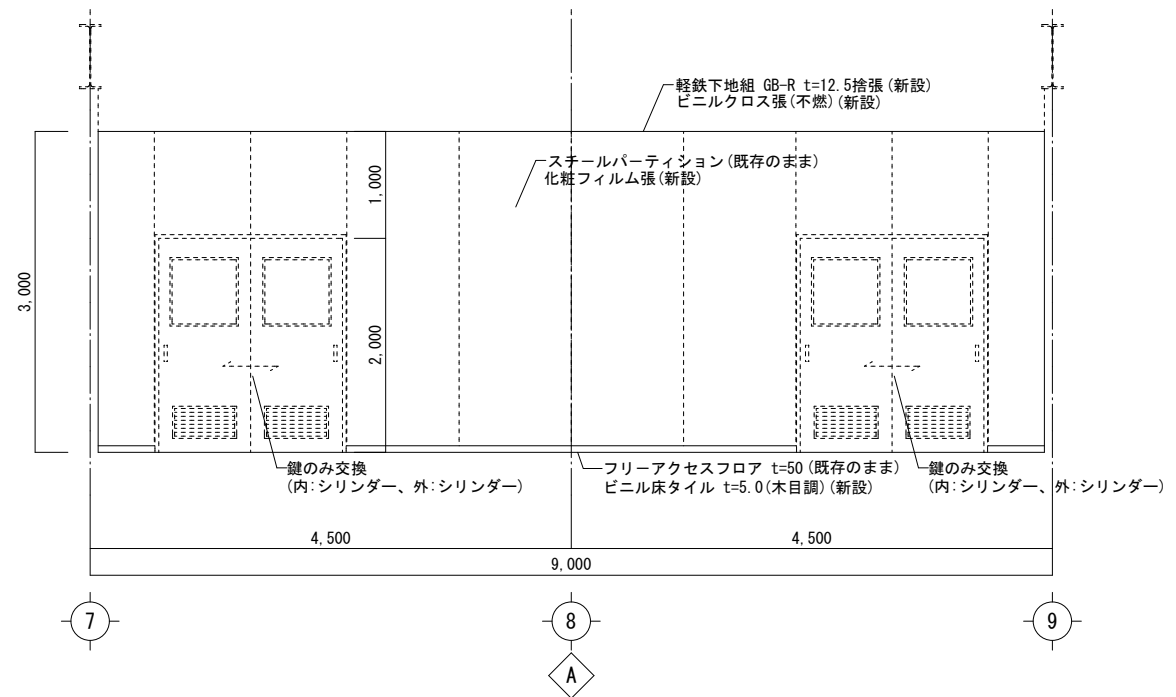 軽鉄下地組 GB-R t=12.5捨張(新設)
ビニルクロス張(不燃)(新設)
スチールパーティション(既存のまま)
化粧フィルム張(新設)
1,000
3,000
2,000
鍵のみ交換
(内:シリンダー、外:シリンダー)
フリーアクセスフロア t=50(既存のまま)
ビニル床タイル t=5.0(木目調)(新設)
鍵のみ交換
(内:シリンダー、外:シリンダー)
4,500
4,500
9,000
7
8
9
A